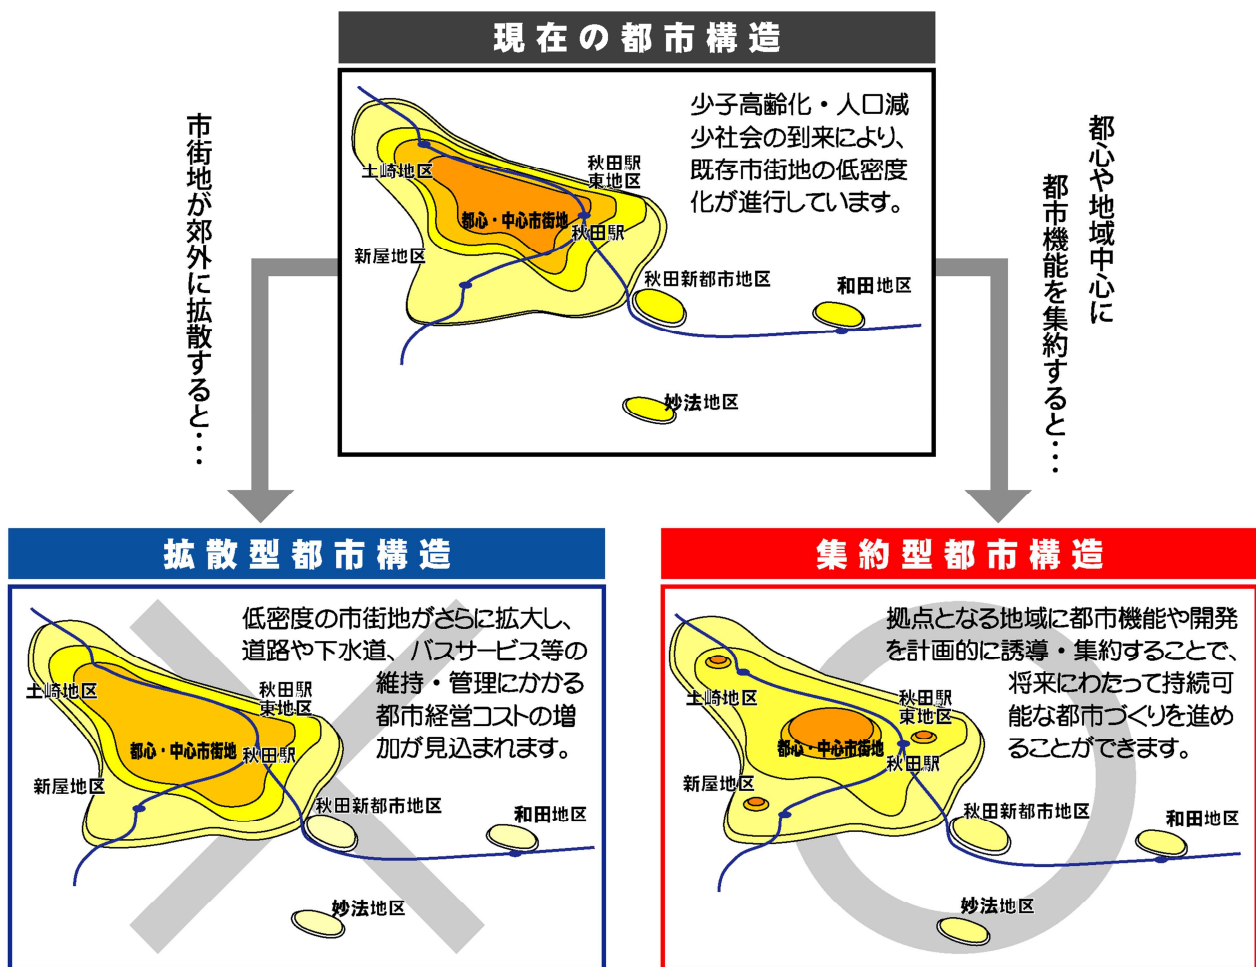 現在の都市構造
少子高齢化・人口減
少社会の到来により、
既存市街地の低密度
化が進行しています。
土崎地区
秋田駅
東地区
都心・中心市街地
秋田駅
新屋地区
秋田新都市地区
和田地区
妙法地区
市街地が郊外に拡散すると・・・
都心や地域中心に
都市機能を集約すると・・・
拡散型都市構造
低密度の市街地がさらに拡大し、
道路や下水道、バスサービス等の
維持・管理にかかる
都市経営コストの増
加が見込まれます。
土崎地区
秋田駅
東地区
都心・中心市街地
秋田駅
新屋地区
秋田新都市地区
和田地区
妙法地区
集約型都市構造
拠点となる地域に都市機能や開発
を計画的に誘導・集約することで、
将来にわたって持続可
能な都市づくりを進め
ることができます。
土崎地区
秋田駅
東地区
都心・中心市街地
秋田駅
新屋地区
秋田新都市地区
和田地区
妙法地区